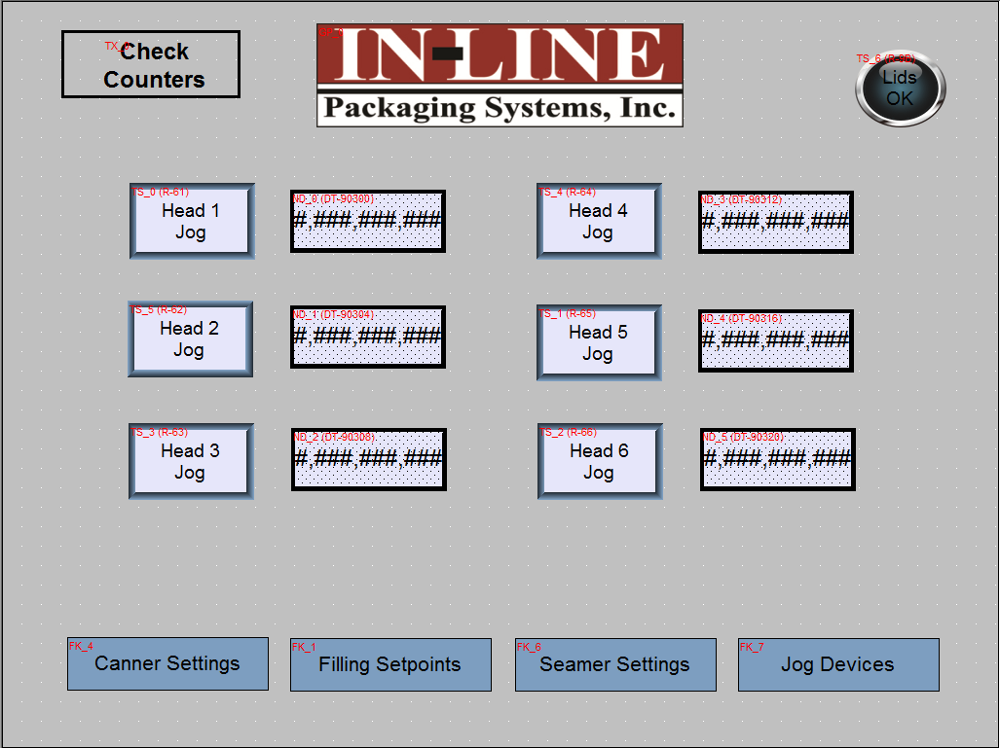 TX_0
Check
Counters
IN-LINE
Packaging Systems, Inc.
Lids
OK
TS_0 (R-61)
Head 1
Jog
ND_0 (DT-90300)
#,###,###,###
TS_4 (R-64)
Head 4
Jog
ND_3 (DT-90312)
#,###,###,###
TS_5 (R-62)
Head 2
Jog
ND_1 (DT-90304)
#,###,###,###
TS_1 (R-65)
Head 5
Jog
ND_4 (DT-90316)
#,###,###,###
TS_3 (R-63)
Head 3
Jog
ND_2 (DT-90308)
#,###,###,###
TS_2 (R-66)
Head 6
Jog
ND_5 (DT-90320)
#,###,###,###
FK_4
Canner Settings
FK_1
Filling Setpoints
FK_6
Seamer Settings
FK_7
Jog Devices